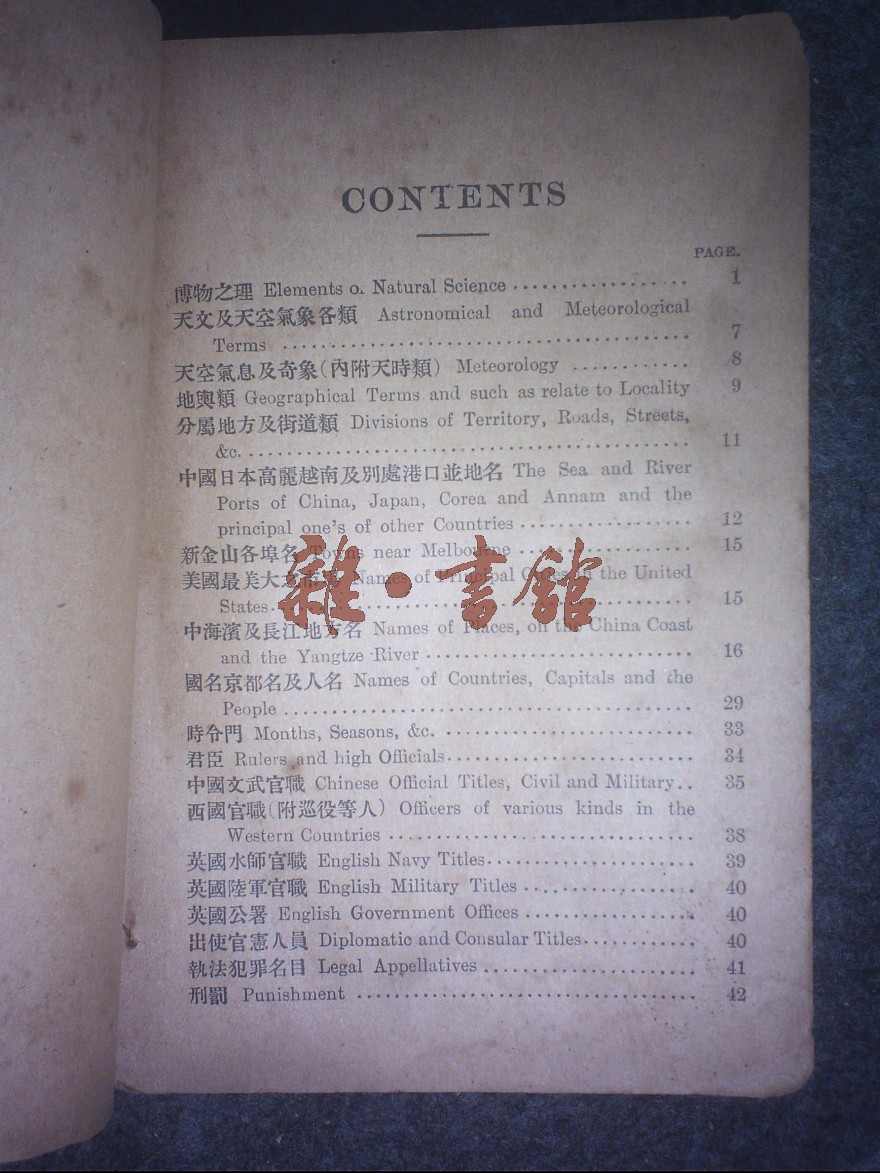 CONTENTS
PAGE.
博物之理 Elements o. Natural Science .................. 1
天文及天空氣象各類 Astronomical and Meteorological
Terms .......................................... 7
天空氣息及奇象(內附天時類) Meteorology ............ 8
地輿類 Geographical Terms and such as relate to Locality 9
分屬地方及街道類 Divisions of Territory, Roads, Streets,
&c. ............................................. 11
中國日本高麗越南及別處港口並地名 The Sea and River
Ports of China, Japan, Corea and Annam and the
principal one's of other Countries .................. 12
新金山各埠名 Towns near Melbourne .................. 15
美國最美大 Names of Principal Cities in the United
States ........................................... 15
中海濱及長江地方名 Names of Places, on the China Coast
and the Yangtze River ............................ 16
國名京都名及人名 Names of Countries, Capitals and the
People .......................................... 29
時令門 Months, Seasons, &c. ......................... 33
君臣 Rulers and high Officials ......................... 34
中國文武官職 Chinese Official Titles, Civil and Military.. 35
西國官職(附巡役等人) Officers of various kinds in the
Western Countries ............................... 38
英國水師官職 English Navy Titles ..................... 39
英國陸軍官職 English Military Titles .................. 40
英國公署 English Government Offices .................. 40
出使官憲人員 Diplomatic and Consular Titles ............ 40
執法犯罪名目 Legal Appellatives ...................... 41
刑罰 Punishment .................................. 42
雜·書館